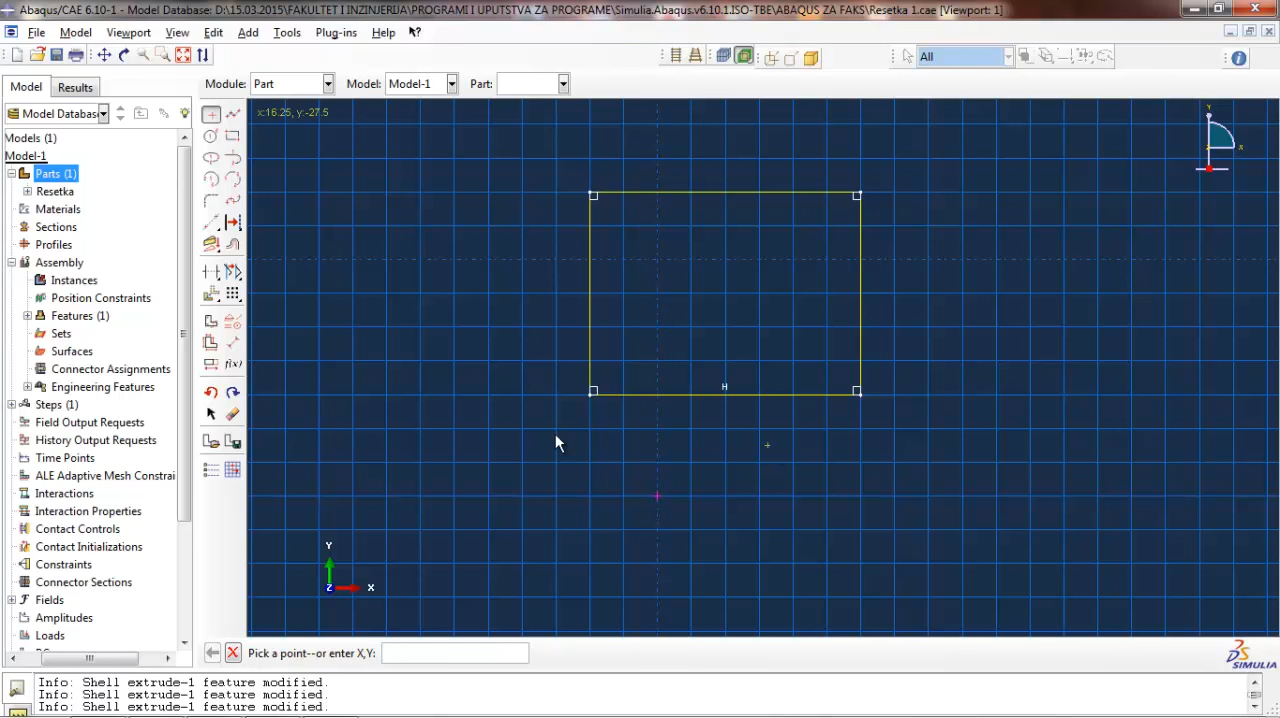 Abaqus/CAE 6.10-1 - Model Database: D:\15.03.2015\FAKULTET I INZINJERIJA\PROGRAMI I UPUTSTVA ZA PROGRAME\Simulia.Abaqus.v6.10.1.ISO-TBE\ABAQUS ZA FAKS\Resetka 1.cae [Viewport: 1]
File Model Viewport View Edit Add Tools Plug-ins Help
All
Model Results Module: Part Model: Model-1 Part:
Model Databas
x:16.25, y:-27.5
Models (1)
Model-1
Parts (1)
Resetka
Materials
Sections
Profiles
Assembly
Instances
Position Constraints
Features (1)
Sets
Surfaces
Connector Assignments
Engineering Features
Steps (1)
Field Output Requests
History Output Requests
Time Points
ALE Adaptive Mesh Constrai
Interactions
Interaction Properties
Contact Controls
Contact Initializations
Constraints
Connector Sections
Fields
Amplitudes
Loads
f(x)
H
Y
X
Y
Z
X
Pick a point--or enter X,Y:
SIMULIA
Info: Shell extrude-1 feature modified.
Info: Shell extrude-1 feature modified.
Info: Shell extrude-1 feature modified.